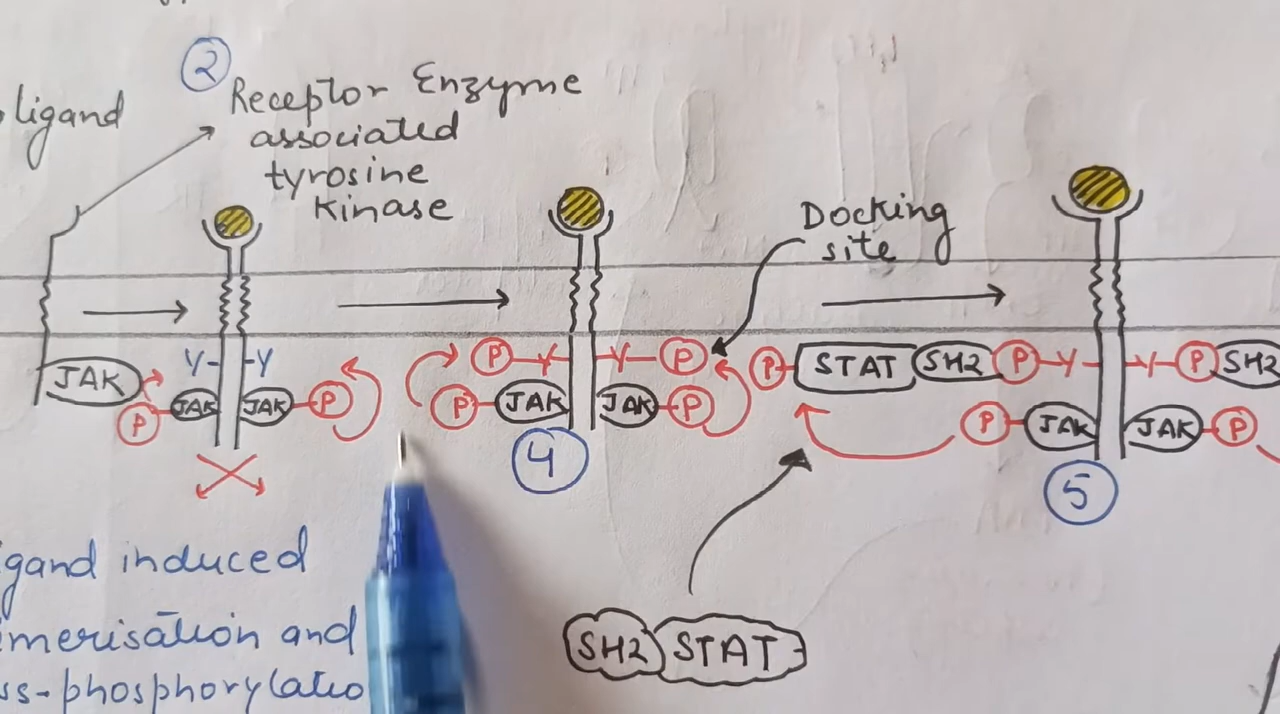 2
ligand
Receptor Enzyme
associated
tyrosine
kinase
Docking
site
Y Y
P Y Y P
P STAT SH2 P Y Y P SH2
JAK
P JAK JAK P
P JAK JAK P
P JAK JAK P
4
5
gand induced
merisation and
ss-phosphorylatio
SH2 STAT